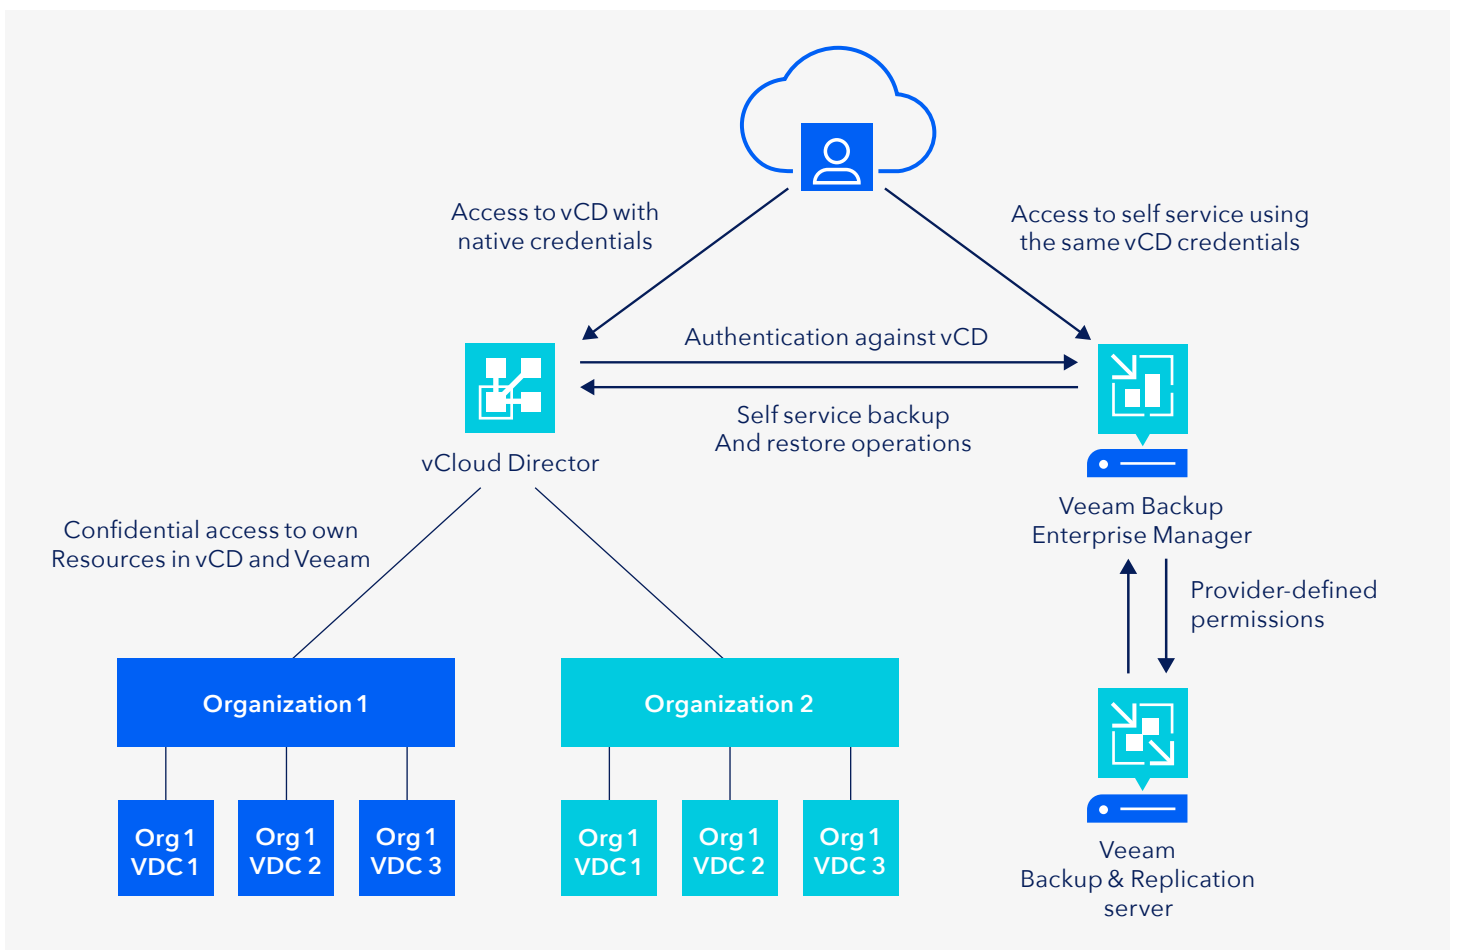 Access to vCD with
native credentials
Access to self service using
the same vCD credentials
Authentication against vCD
Self service backup
And restore operations
vCloud Director
Veeam Backup
Enterprise Manager
Confidential access to own
Resources in vCD and Veeam
Provider-defined
permissions
Organization 1
Organization 2
Org 1
VDC 1
Org 1
VDC 2
Org 1
VDC 3
Org 1
VDC 1
Org 1
VDC 2
Org 1
VDC 3
Veeam
Backup & Replication
server